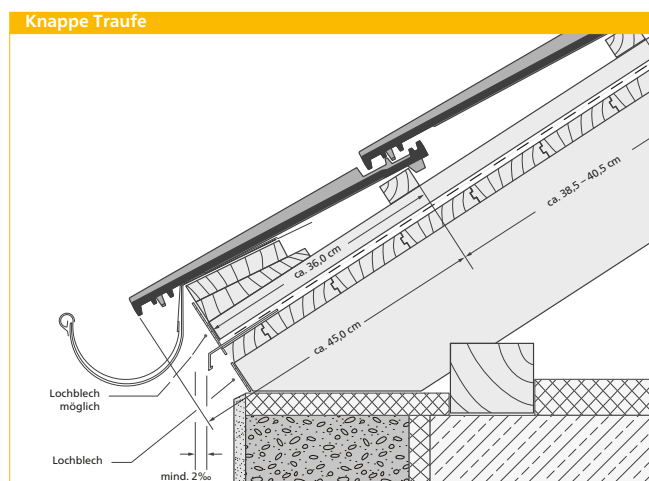 Knappe Traufe
ca. 38,5 – 40,5 cm
ca. 36,0 cm
ca. 45,0 cm
Lochblech
möglich
Lochblech
mind. 2‰